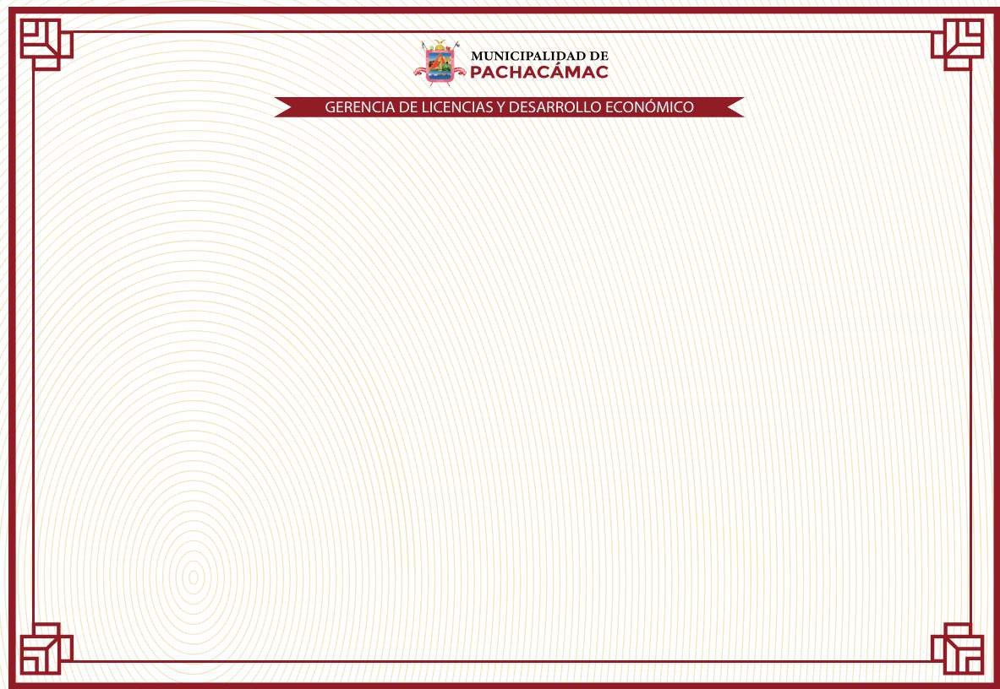 MUNICIPALIDAD DE
PACHACÁMAC
GERENCIA DE LICENCIAS Y DESARROLLO ECONÓMICO